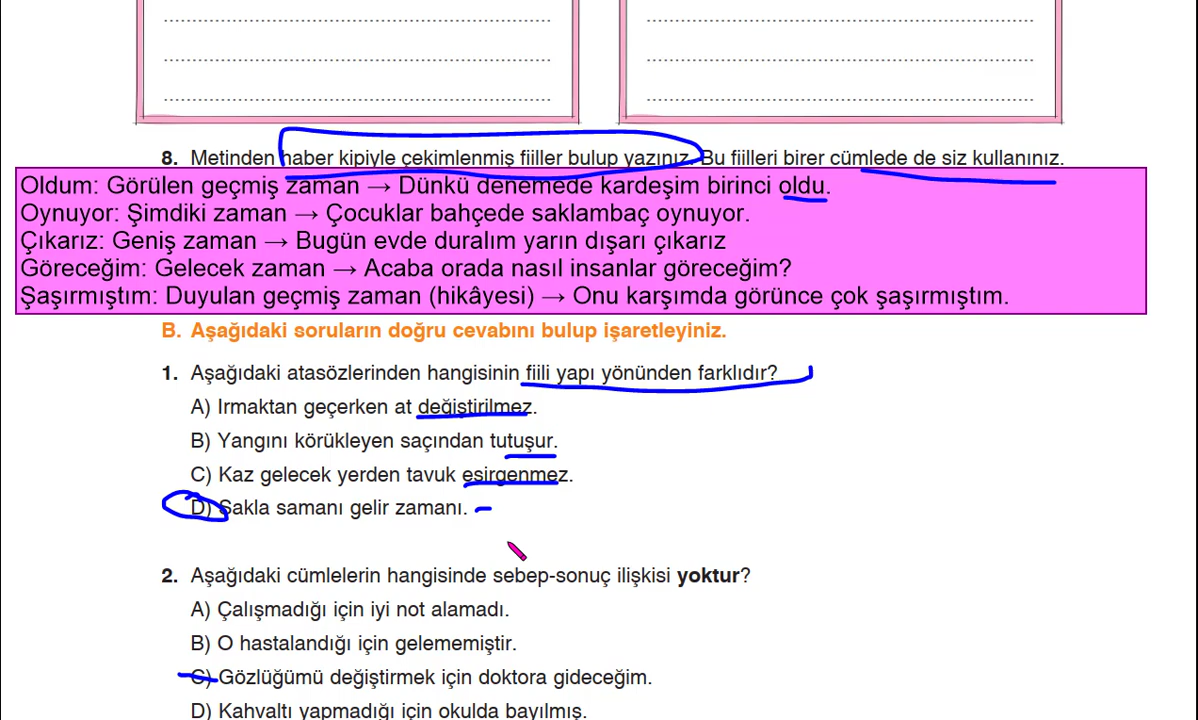 8. Metinden haber kipiyle çekimlenmiş fiiller bulup yazınız. Bu fiilleri birer cümlede de siz kullanınız.
Oldum: Görülen geçmiş zaman → Dünkü denemede kardeşim birinci oldu.
Oynuyor: Şimdiki zaman → Çocuklar bahçede saklambaç oynuyor.
Çıkarız: Geniş zaman → Bugün evde duralım yarın dışarı çıkarız
Göreceğim: Gelecek zaman → Acaba orada nasıl insanlar göreceğim?
Şaşırmıştım: Duyulan geçmiş zaman (hikâyesi) → Onu karşımda görünce çok şaşırmıştım.
B. Aşağıdaki soruların doğru cevabını bulup işaretleyiniz.
1. Aşağıdaki atasözlerinden hangisinin fiili yapı yönünden farklıdır?
A) Irmaktan geçerken at değiştirilmez.
B) Yangını körükleyen saçından tutuşur.
C) Kaz gelecek yerden tavuk esirgenmez.
D) Sakla samanı gelir zamanı.
2. Aşağıdaki cümlelerin hangisinde sebep-sonuç ilişkisi yoktur?
A) Çalışmadığı için iyi not alamadı.
B) O hastalandığı için gelememiştir.
C) Gözlüğümü değiştirmek için doktora gideceğim.
D) Kahvaltı yapmadığı için okulda bayılmış.